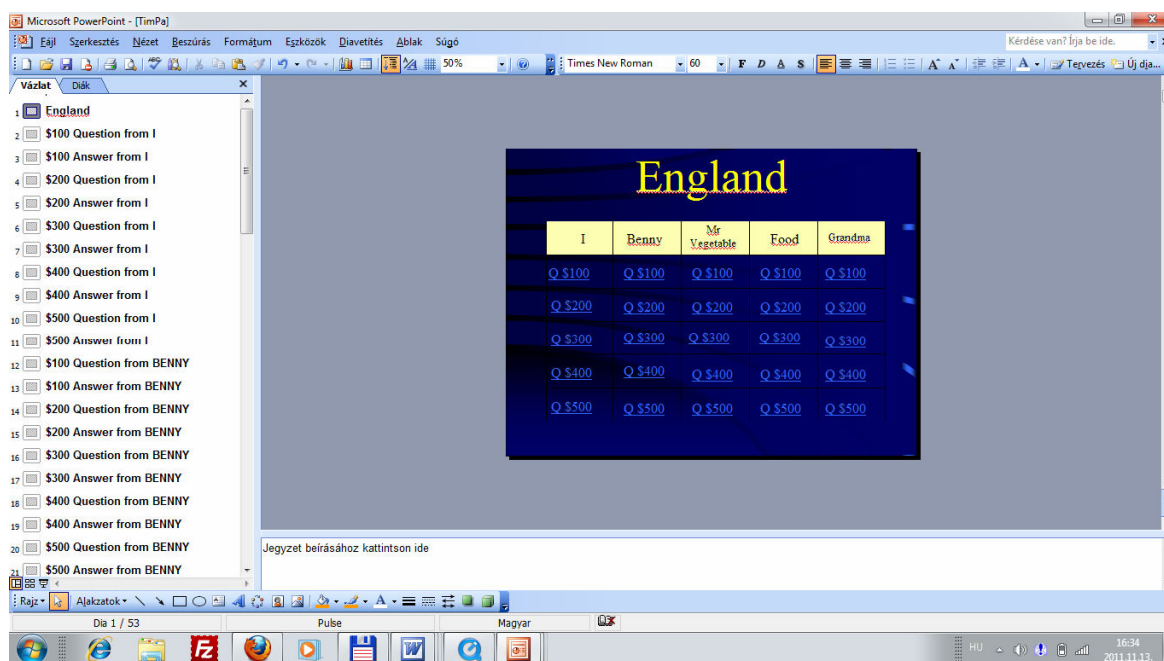 Microsoft PowerPoint - [TimPa]
Fájl Szerkesztés Nézet Beszúrás Formátum Eszközök Diavetítés Ablak Súgó Kérdése van? Írja be ide.
50% Times New Roman 60 F D A S Tervezés Új dja...
Vázlat Diák
1 England
2 $100 Question from I
3 $100 Answer from I
4 $200 Question from I
5 $200 Answer from I
6 $300 Question from I
7 $300 Answer from I
8 $400 Question from I
9 $400 Answer from I
10 $500 Question from I
11 $500 Answer from I
12 $100 Question from BENNY
13 $100 Answer from BENNY
14 $200 Question from BENNY
15 $200 Answer from BENNY
16 $300 Question from BENNY
17 $300 Answer from BENNY
18 $400 Question from BENNY
19 $400 Answer from BENNY
20 $500 Question from BENNY
21 $500 Answer from BENNY
England
I Benny Mr Vegetable Food Grandma
Q $100 Q $100 Q $100 Q $100 Q $100
Q $200 Q $200 Q $200 Q $200 Q $200
Q $300 Q $300 Q $300 Q $300 Q $300
Q $400 Q $400 Q $400 Q $400 Q $400
Q $500 Q $500 Q $500 Q $500 Q $500
Jegyzet beírásához kattintson ide
Rajz Alakzatok
Dia 1 / 53 Pulse Magyar
HU 16:34
2011.11.13.